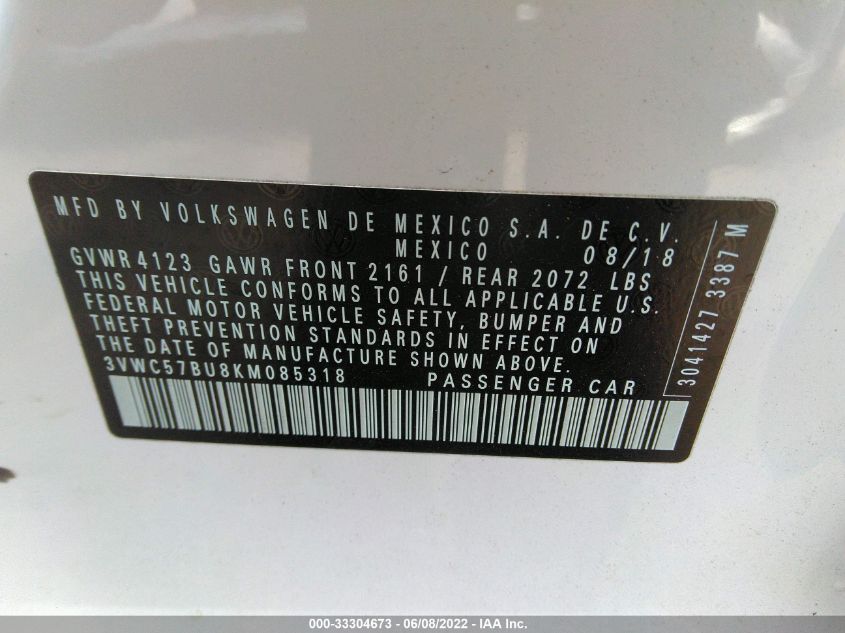 MFD BY VOLKSWAGEN DE MEXICO S.A. DE C.V.
MEXICO 08/18
GVWR 4123 GAWR FRONT 2161 / REAR 2072 LBS
THIS VEHICLE CONFORMS TO ALL APPLICABLE U.S.
FEDERAL MOTOR VEHICLE SAFETY, BUMPER AND
THEFT PREVENTION STANDARDS IN EFFECT ON
THE DATE OF MANUFACTURE SHOWN ABOVE.
3VWC57BU8KM085318 PASSENGER CAR
3041427 3387 M
000-33304673 - 06/08/2022 - IAA Inc.